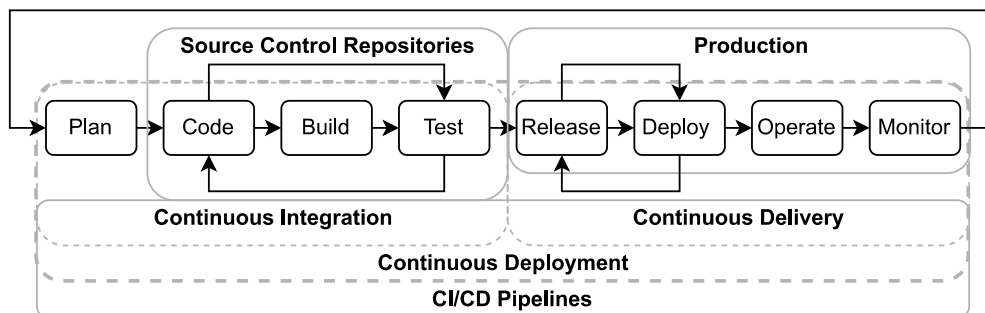 Source Control Repositories
Production
Plan
Code
Build
Test
Release
Deploy
Operate
Monitor
Continuous Integration
Continuous Delivery
Continuous Deployment
CI/CD Pipelines